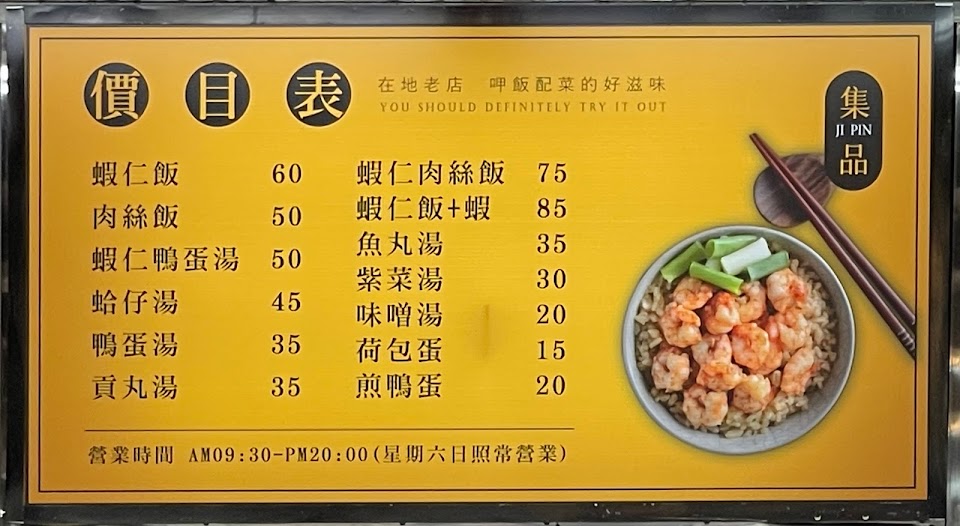 價目表
在地老店 呷飯配菜的好滋味
YOU SHOULD DEFINITELY TRY IT OUT
集
JI PIN
品
蝦仁飯 60
肉絲飯 50
蝦仁鴨蛋湯 50
蛤仔湯 45
鴨蛋湯 35
貢丸湯 35
蝦仁肉絲飯 75
蝦仁飯+蝦 85
魚丸湯 35
紫菜湯 30
味噌湯 20
荷包蛋 15
煎鴨蛋 20
營業時間 AM09:30-PM20:00(星期六日照常營業)